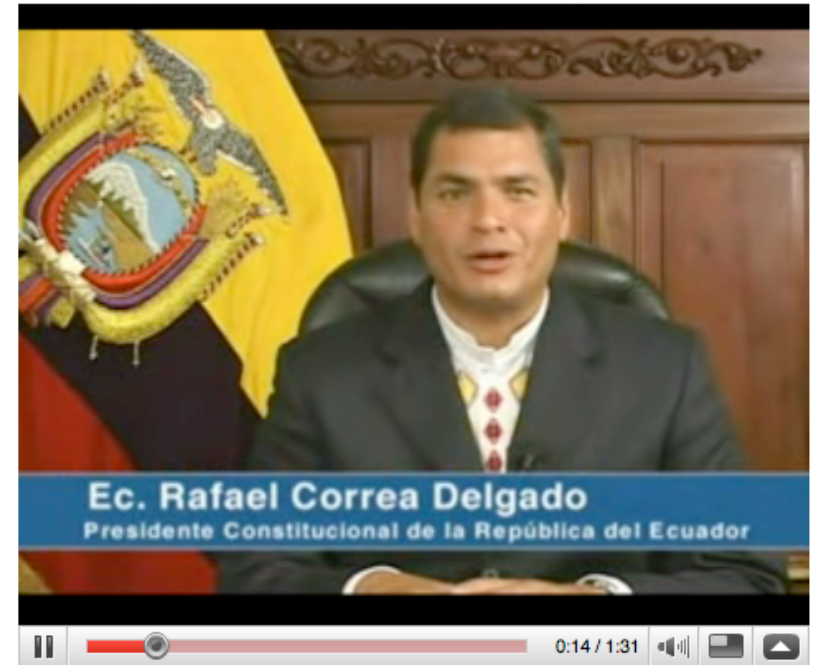 Ec. Rafael Correa Delgado
Presidente Constitucional de la República del Ecuador
0:14 / 1:31